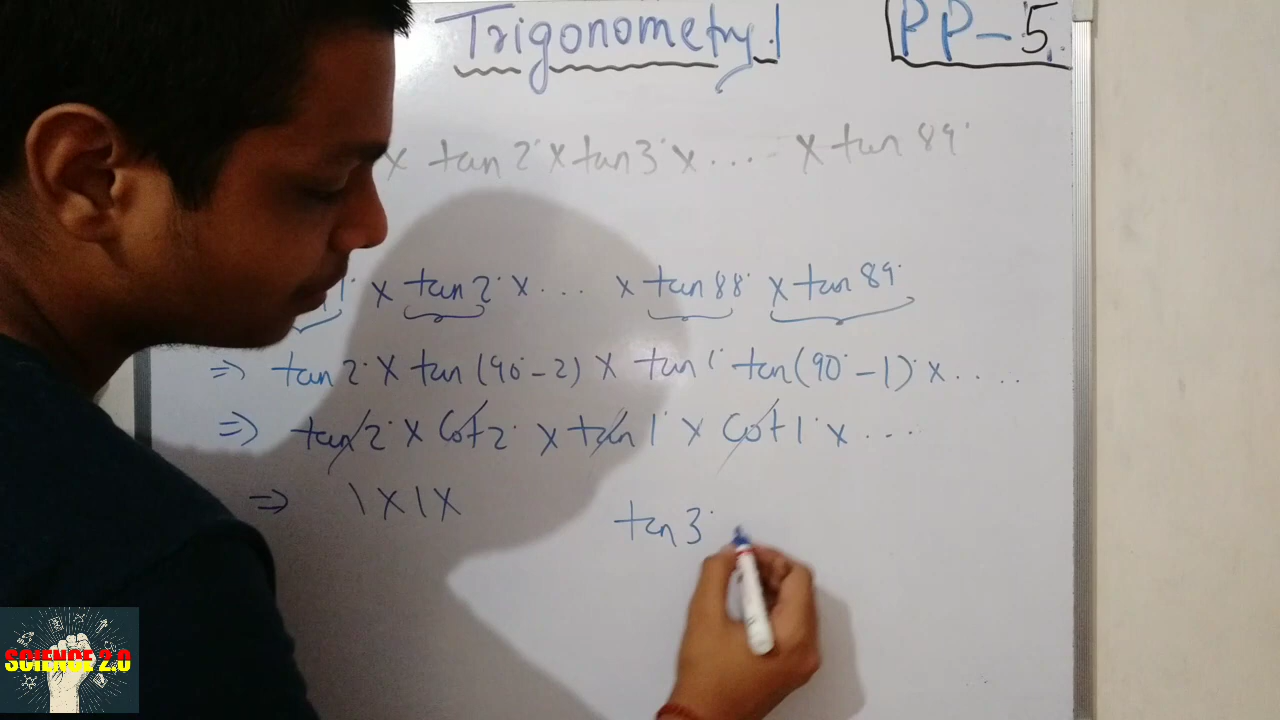 Trigonometry.
PP-5.
x tan 2° x tan 3° x .... x tan 89°
1° x tan 2° x .... x tan 88° x tan 89°
=> tan 2° x tan (90°-2) x tan 1° tan (90°-1)° x ....
=> tan 2° x Cot 2° x tan 1° x Cot 1° x ...
=> 1 x 1 x
tan 3°
SCIENCE 2.0